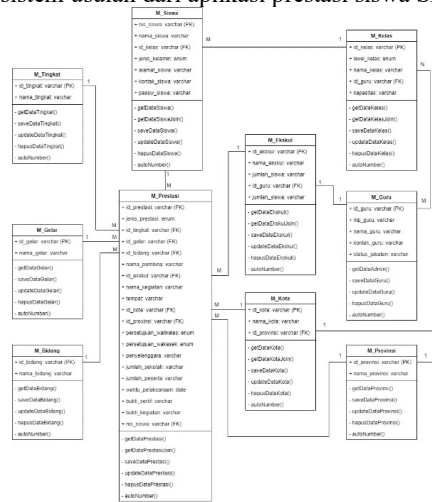 sistem usulan dari aplikasi prestasi siswa
M_Siswa
+ nis_siswa: varchar (PK)
+ nama_siswa: varchar
+ id_kelas: varchar (FK)
+ jenis_kelamin: enum
+ alamat_siswa: varchar
+ kontak_siswa: varchar
+ passw_siswa: varchar
- getDataSiswa()
- getDataSiswaJoin()
- saveDataSiswa()
- updateDataSiswa()
- hapusDataSiswa()
- autoNumber()
M_Kelas
+ id_kelas: varchar (PK)
+ level_kelas: enum
+ nama_kelas: varchar
+ id_guru: varchar (FK)
+ kapasitas: varchar
- getDataKelas()
- getDataKelasJoin()
- saveDataKelas()
- updateDataKelas()
- hapusDataKelas()
- autoNumber()
M_Tingkat
+ id_tingkat: varchar (PK)
+ nama_tingkat: varchar
- getDataTingkat()
- saveDataTingkat()
- updateDataTingkat()
- hapusDataTingkat()
- autoNumber()
M_Ekskul
+ id_ekskul: varchar (PK)
+ nama_ekskul: varchar
+ jumlah_siswa: varchar
+ id_guru: varchar (FK)
+ jumlah_siswa: varchar
- getDataEkskul()
- getDataEkskulJoin()
- saveDataEkskul()
- updateDataEkskul()
- hapusDataEkskul()
- autoNumber()
M_Prestasi
+ id_prestasi: varchar (PK)
+ jenis_prestasi: enum
+ id_tingkat: varchar (FK)
+ id_gelar: varchar (FK)
+ id_bidang: varchar (FK)
+ nama_pembina: varchar
+ id_ekskul: varchar (FK)
+ nama_kegiatan: varchar
+ tempat: varchar
+ id_kota: varchar (FK)
+ id_provinsi: varchar (FK)
+ persetujuan_walikelas: enum
+ persetujuan_wakasek: enum
+ penyelenggara: varchar
+ jumlah_sekolah: varchar
+ jumlah_peserta: varchar
+ waktu_pelaksanaan: date
+ bukti_sertif: varchar
+ bukti_kegiatan: varchar
+ nis_siswa: varchar (FK)
- getDataPrestasi()
- getDataPrestasiJoin()
- saveDataPrestasi()
- updateDataPrestasi()
- hapusDataPrestasi()
- autoNumber()
M_Guru
+ id_guru: varchar (PK)
+ nip_guru: varchar
+ nama_guru: varchar
+ kontak_guru: varchar
+ status_jabatan: varchar
- getDataAdmin()
- saveDataGuru()
- updateDataGuru()
- hapusDataGuru()
- autoNumber()
M_Gelar
+ id_gelar: varchar (PK)
+ nama_gelar: varchar
- getDataGelar()
- saveDataGelar()
- updateDataGelar()
- hapusDataGelar()
- autoNumber()
M_Kota
+ id_kota: varchar (PK)
+ nama_kota: varchar
+ id_provinsi: varchar (FK)
- getDataKota()
- getDataKotaJoin()
- saveDataKota()
- updateDataKota()
- hapusDataKota()
- autoNumber()
M_Bidang
+ id_bidang: varchar (PK)
+ nama_bidang: varchar
- getDataBidang()
- saveDataBidang()
- updateDataBidang()
- hapusDataBidang()
- autoNumber()
M_Provinsi
+ id_provinsi: varchar (PK)
+ nama_provinsi: varchar
- getDataProvinsi()
- saveDataProvinsi()
- updateDataProvinsi()
- hapusDataProvinsi()
- autoNumber()